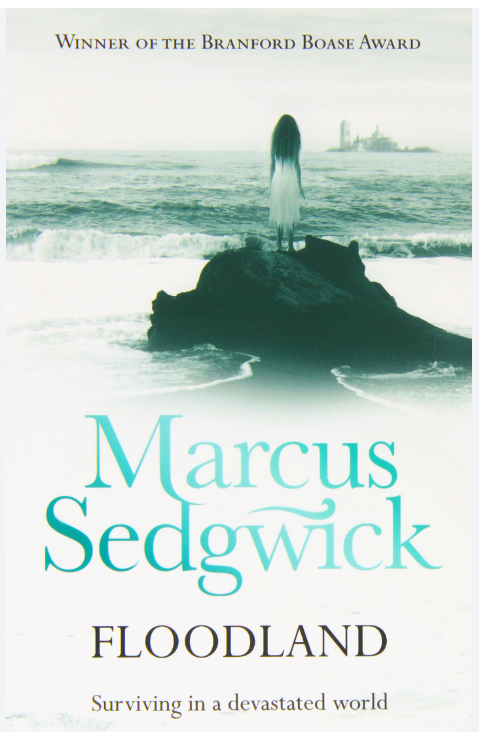 Winner of the Branford Boase Award
Marcus
Sedgwick
FLOODLAND
Surviving in a devastated world